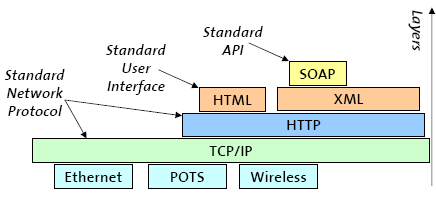 Standard
API
Layers
Standard
User
Interface
SOAP
Standard
Network
Protocol
HTML
XML
HTTP
TCP/IP
Ethernet
POTS
Wireless